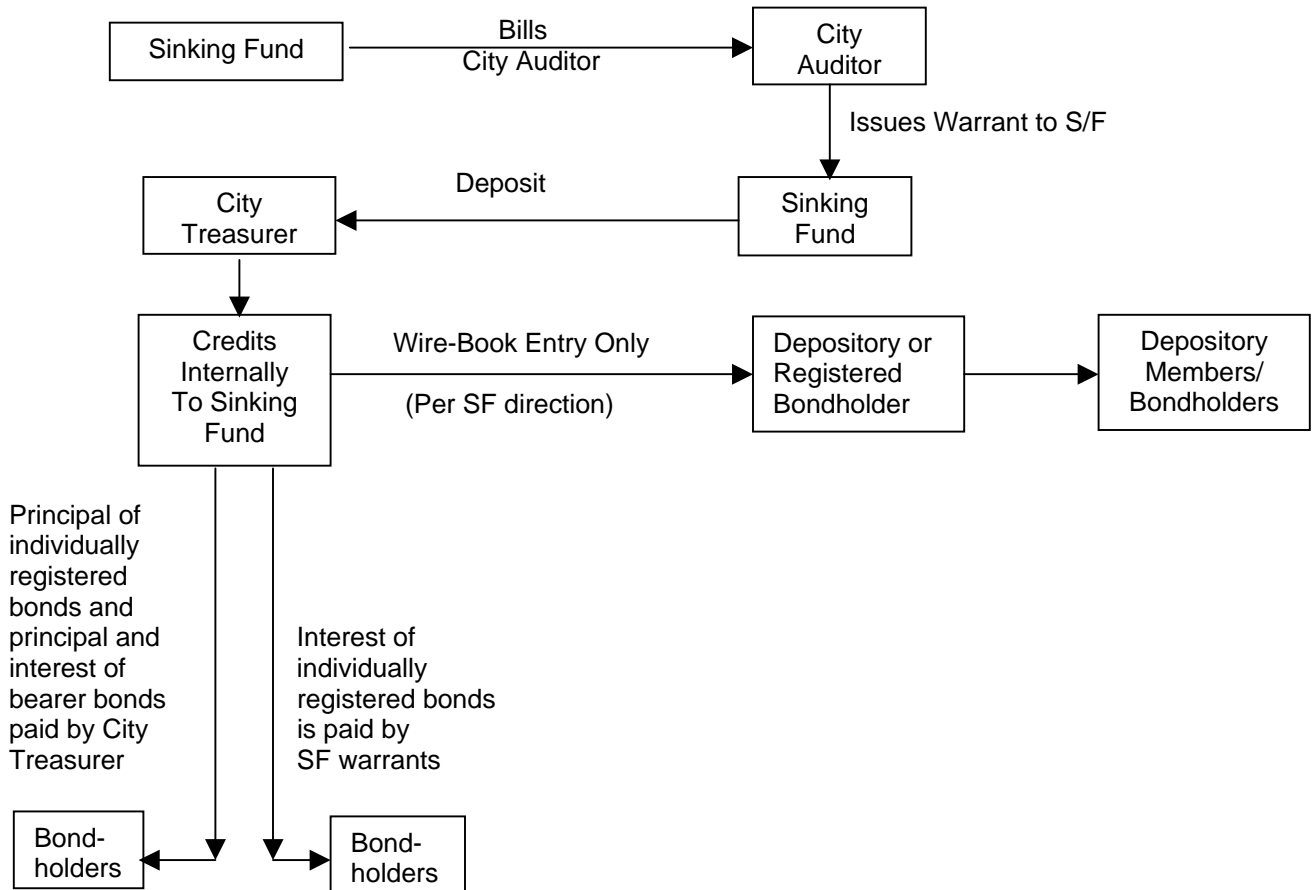 Sinking Fund
Bills
City Auditor
City
Auditor
Issues Warrant to S/F
Deposit
City
Treasurer
Sinking
Fund
Credits
Internally
To Sinking
Fund
Wire-Book Entry Only
(Per SF direction)
Depository or
Registered
Bondholder
Depository
Members/
Bondholders
Principal of
individually
registered
bonds and
principal and
interest of
bearer bonds
paid by City
Treasurer
Interest of
individually
registered bonds
is paid by
SF warrants
Bond-
holders
Bond-
holders